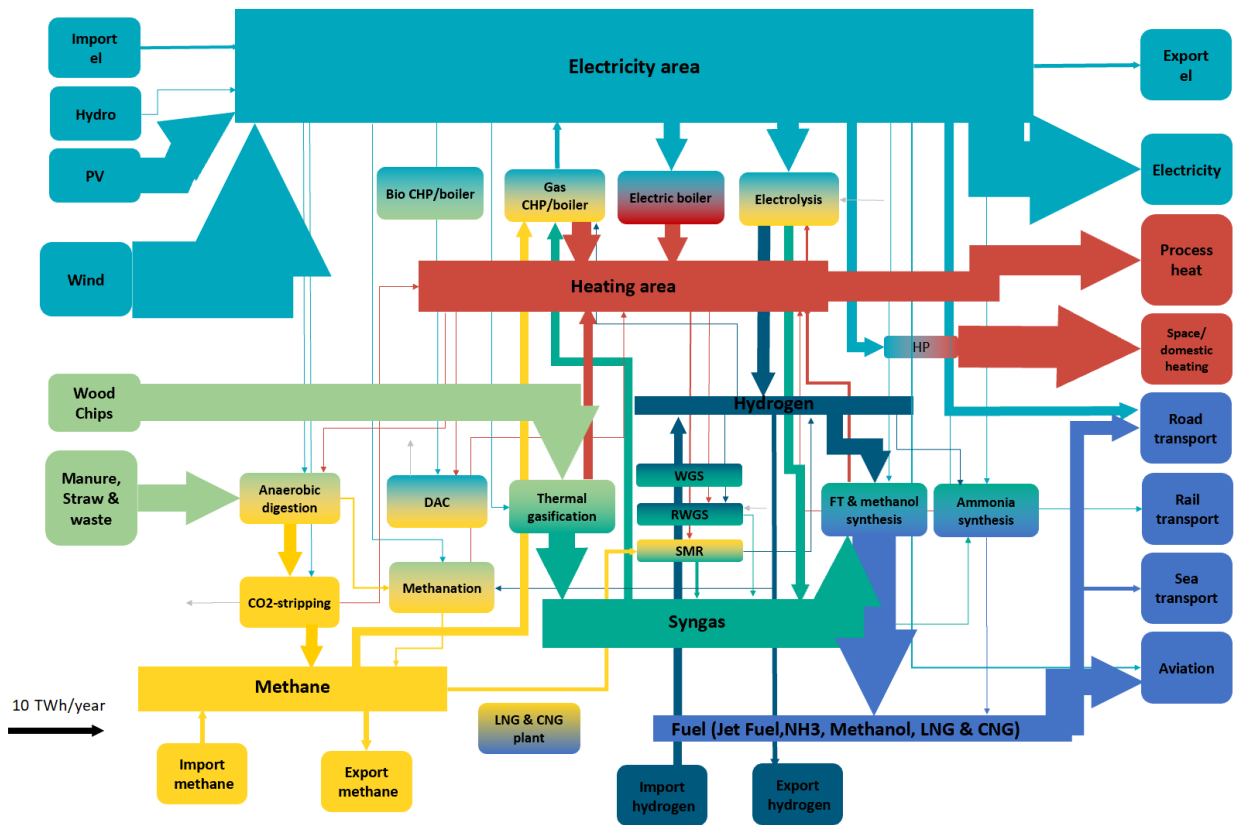 Import
el
Electricity area
Export
el
Hydro
PV
Electricity
Bio CHP/boiler
Gas
CHP/boiler
Electric boiler
Electrolysis
Wind
Heating area
Process
heat
HP
Space/
domestic
heating
Wood
Chips
Hydrogen
Road
transport
Manure,
Straw &
waste
Anaerobic
digestion
DAC
Thermal
gasification
WGS
RWGS
SMR
FT & methanol
synthesis
Ammonia
synthesis
Rail
transport
CO2-stripping
Methanation
Syngas
Sea
transport
Methane
Aviation
10 TWh/year
LNG & CNG
plant
Fuel (Jet Fuel,NH3, Methanol, LNG & CNG)
Import
methane
Export
methane
Import
hydrogen
Export
hydrogen